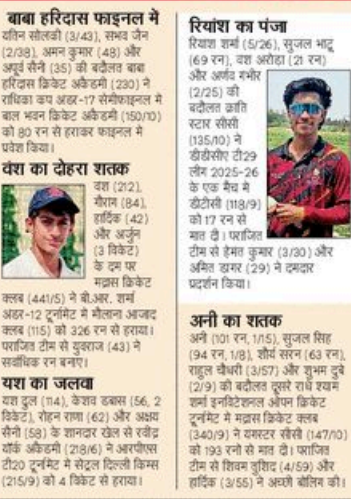 बाबा हरिदास फाइनल में
यतिन सोलंकी (3/43), संभव जैन
(2/38), अमन कुमार (48) और
अपूर्व सैनी (35) की बदौलत बाबा
हरिदास क्रिकेट अकैडमी (230) ने
राधिका कप अंडर-17 सेमीफाइनल में
बाल भवन क्रिकेट अकैडमी (150/10)
को 80 रन से हराकर फाइनल में
प्रवेश किया।
वंश का दोहरा शतक
वंश (212),
गौराम (84),
हार्दिक (42)
और अर्जुन
(3 विकेट)
के दम पर
मद्रास क्रिकेट
क्लब (441/5) ने बी.आर. शर्मा
अंडर-12 टूर्नामेंट में मौलाना आजाद
क्लब (115) को 326 रन से हराया।
पराजित टीम से युवराज (43) ने
सर्वाधिक रन बनाए।
यश का जलवा
यश दुल (114), केशव डबास (56, 2
विकेट), रोहन राणा (62) और अक्षय
सैनी (58) के शानदार खेल से रवींद्र
यॉर्क अकैडमी (218/6) ने आरपीएस
टी20 टूर्नामेंट में सेंट्रल दिल्ली किंग्स
(215/9) को 4 विकेट से हराया।
रियांश का पंजा
रियांश शर्मा (5/26), सुजल भाटू
(69 रन), वंश अरोड़ा (21 रन)
और अर्णव गंभीर
(2/25) की
बदौलत क्रांति
स्टार सीसी
(135/10) ने
डीडीसीए टी29
लीग 2025-26
के एक मैच में
डीटीसी (118/9)
को 17 रन से
मात दी। पराजित
टीम से हेमंत कुमार (3/30) और
अमित डागर (29) ने दमदार
प्रदर्शन किया।
अनी का शतक
अनी (101 रन, 1/15), सुजल सिंह
(94 रन, 1/8), शौर्य सरन (63 रन),
राहुल चौधरी (3/57) और शुभम दुबे
(2/9) की बदौलत दूसरे राधे श्याम
शर्मा इनविटेशनल ओपन क्रिकेट
टूर्नामेंट में मद्रास क्रिकेट क्लब
(340/9) ने यंगस्टर सीसी (147/10)
को 193 रनों से मात दी। पराजित
टीम से शिवम तुशिद (4/59) और
हार्दिक (3/55) ने अच्छी बोलिंग की।